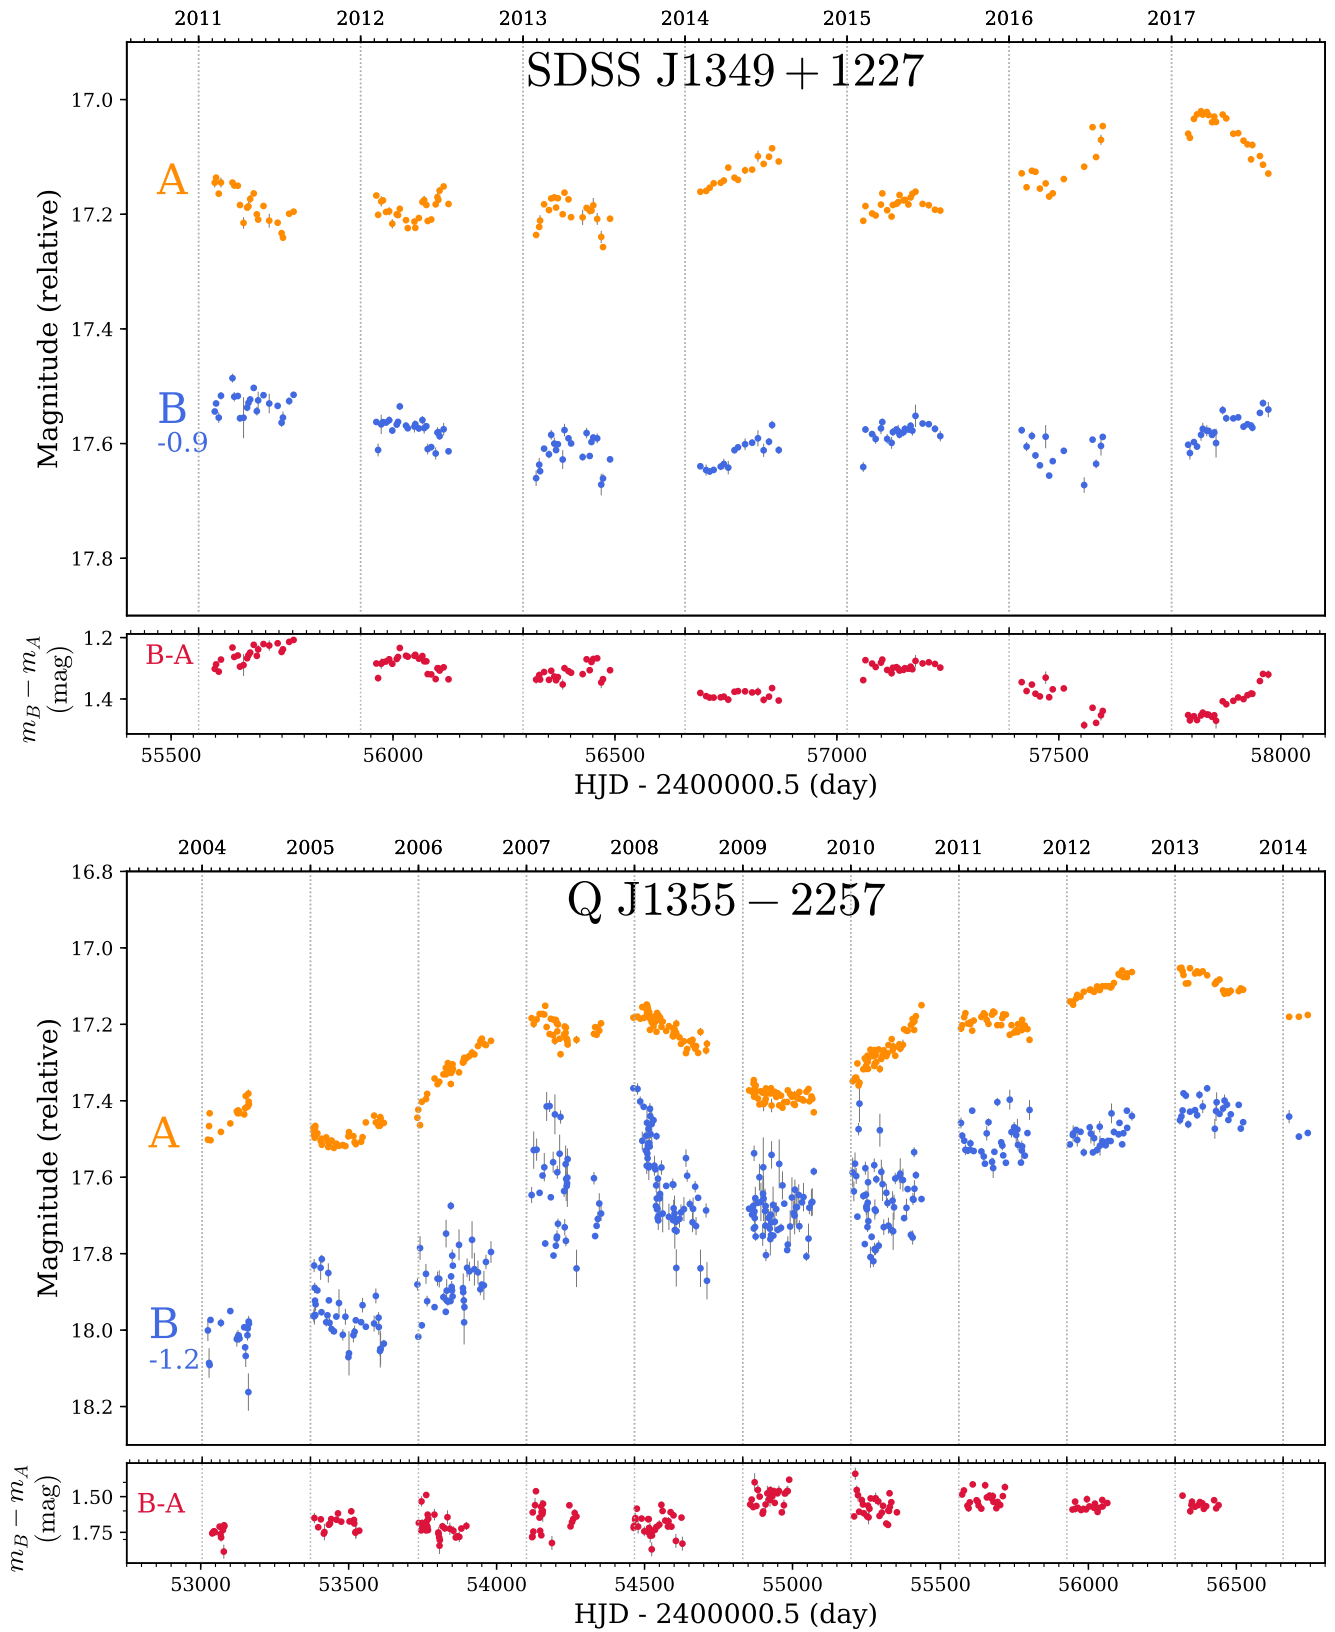 2011 2012 2013 2014 2015 2016 2017
SDSS J1349 + 1227
17.0
17.2
17.4
17.6
17.8
Magnitude (relative)
A
B
-0.9
1.2
1.4
m_B − m_A
(mag)
B-A
55500 56000 56500 57000 57500 58000
HJD - 2400000.5 (day)
2004 2005 2006 2007 2008 2009 2010 2011 2012 2013 2014
Q J1355 − 2257
16.8
17.0
17.2
17.4
17.6
17.8
18.0
18.2
Magnitude (relative)
A
B
-1.2
1.50
1.75
m_B − m_A
(mag)
B-A
53000 53500 54000 54500 55000 55500 56000 56500
HJD - 2400000.5 (day)